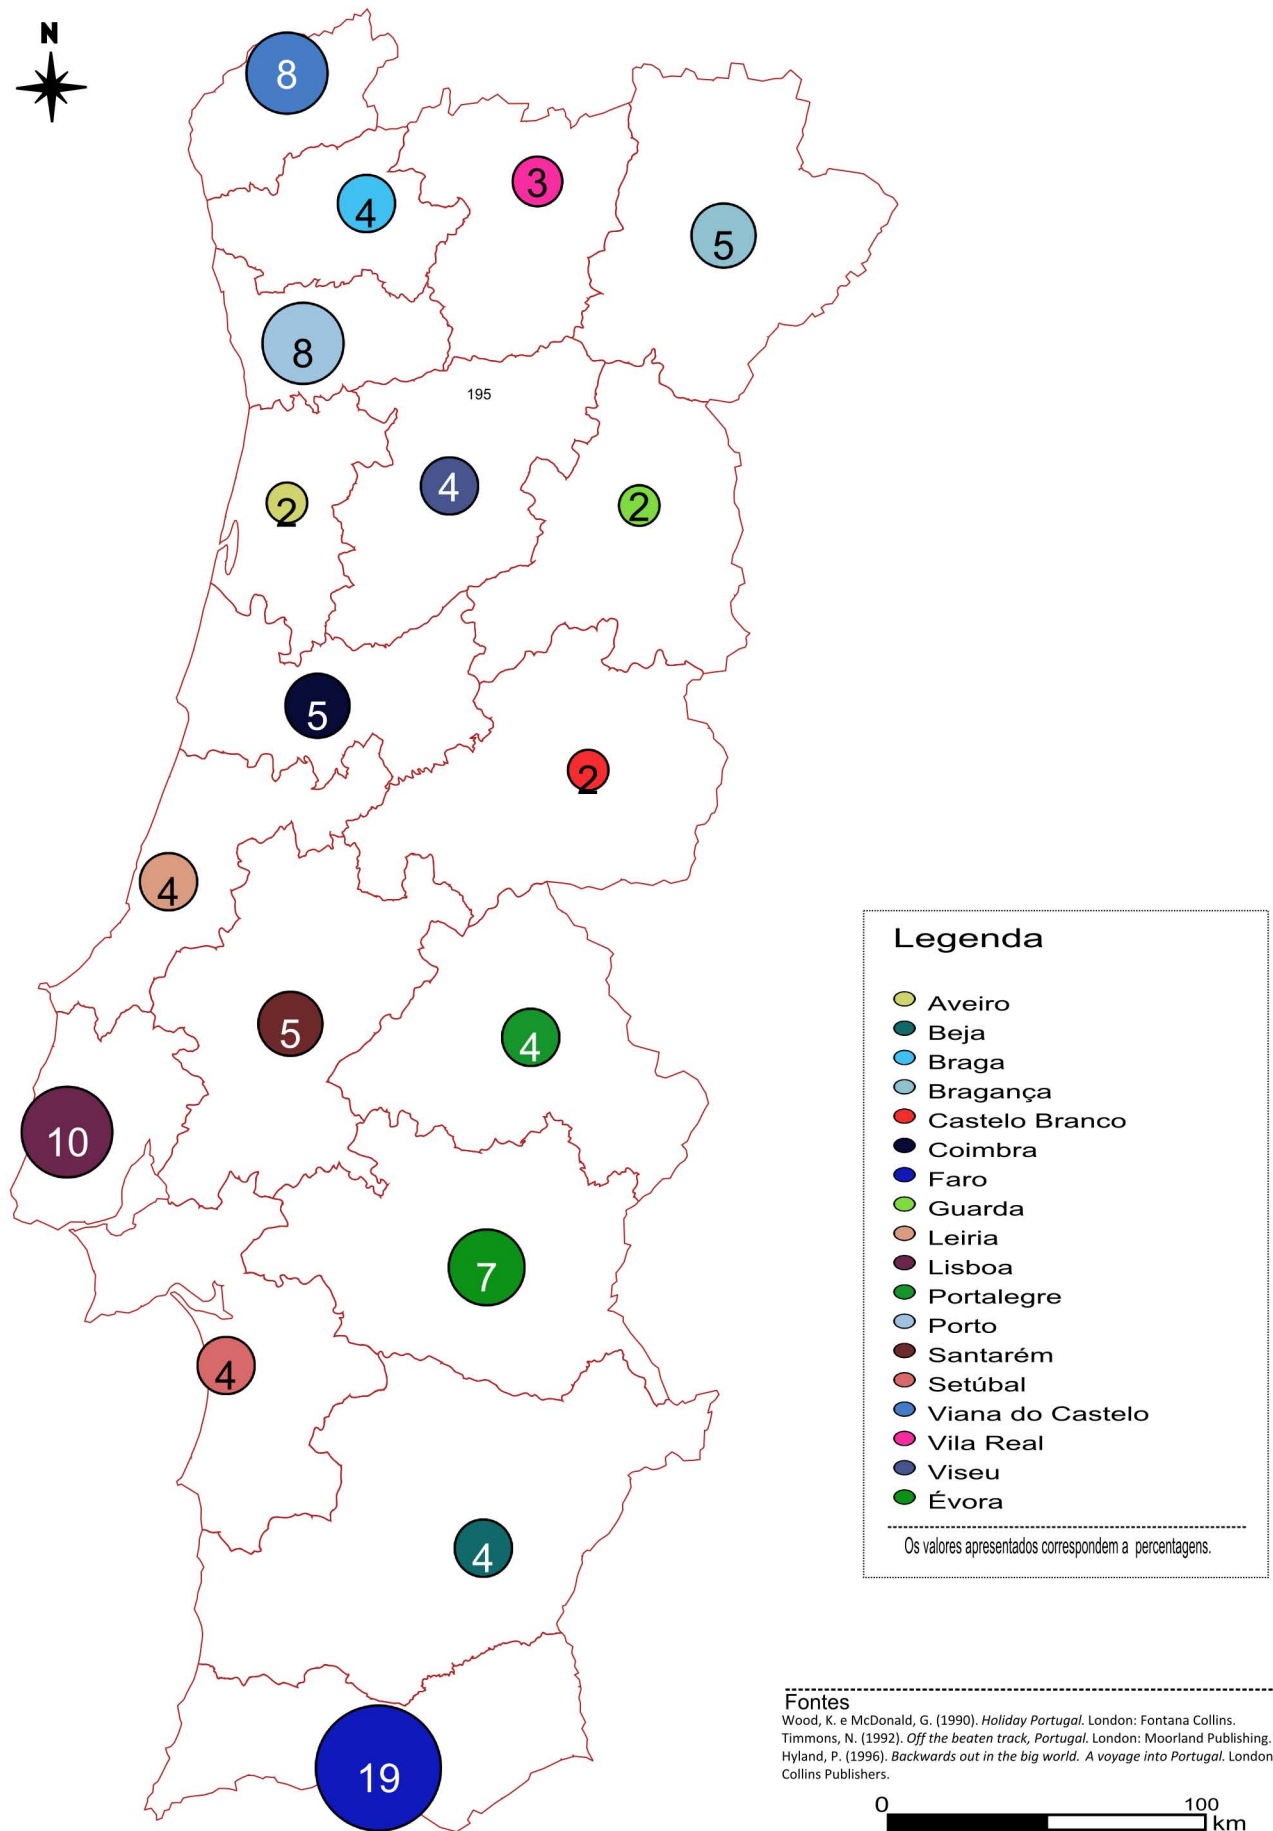 N
8
3
4
5
8
195
4
2
2
5
2
4
5
4
10
7
4
4
19
Legenda
Aveiro
Beja
Braga
Bragança
Castelo Branco
Coimbra
Faro
Guarda
Leiria
Lisboa
Portalegre
Porto
Santarém
Setúbal
Viana do Castelo
Vila Real
Viseu
Évora
Os valores apresentados correspondem a percentagens.
Fontes
Wood, K. e McDonald, G. (1990). Holiday Portugal. London: Fontana Collins.
Timmons, N. (1992). Off the beaten track, Portugal. London: Moorland Publishing.
Hyland, P. (1996). Backwards out in the big world. A voyage into Portugal. London
Collins Publishers.
0 100
km